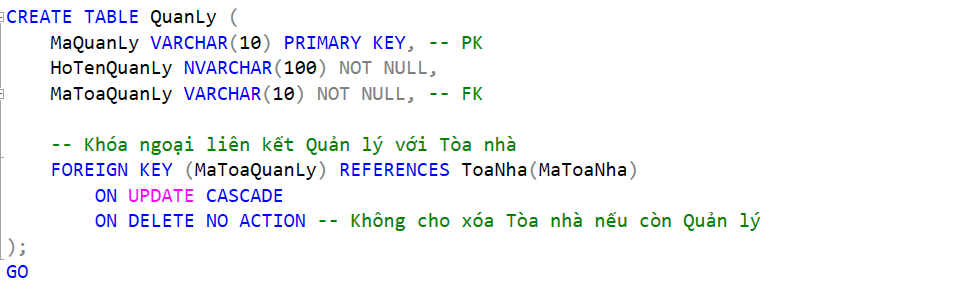 CREATE TABLE QuanLy (
    MaQuanLy VARCHAR(10) PRIMARY KEY, -- PK
    HoTenQuanLy NVARCHAR(100) NOT NULL,
    MaToaQuanLy VARCHAR(10) NOT NULL, -- FK
    -- Khóa ngoại liên kết Quản lý với Tòa nhà
    FOREIGN KEY (MaToaQuanLy) REFERENCES ToaNha(MaToaNha)
        ON UPDATE CASCADE
        ON DELETE NO ACTION -- Không cho xóa Tòa nhà nếu còn Quản lý
);
GO